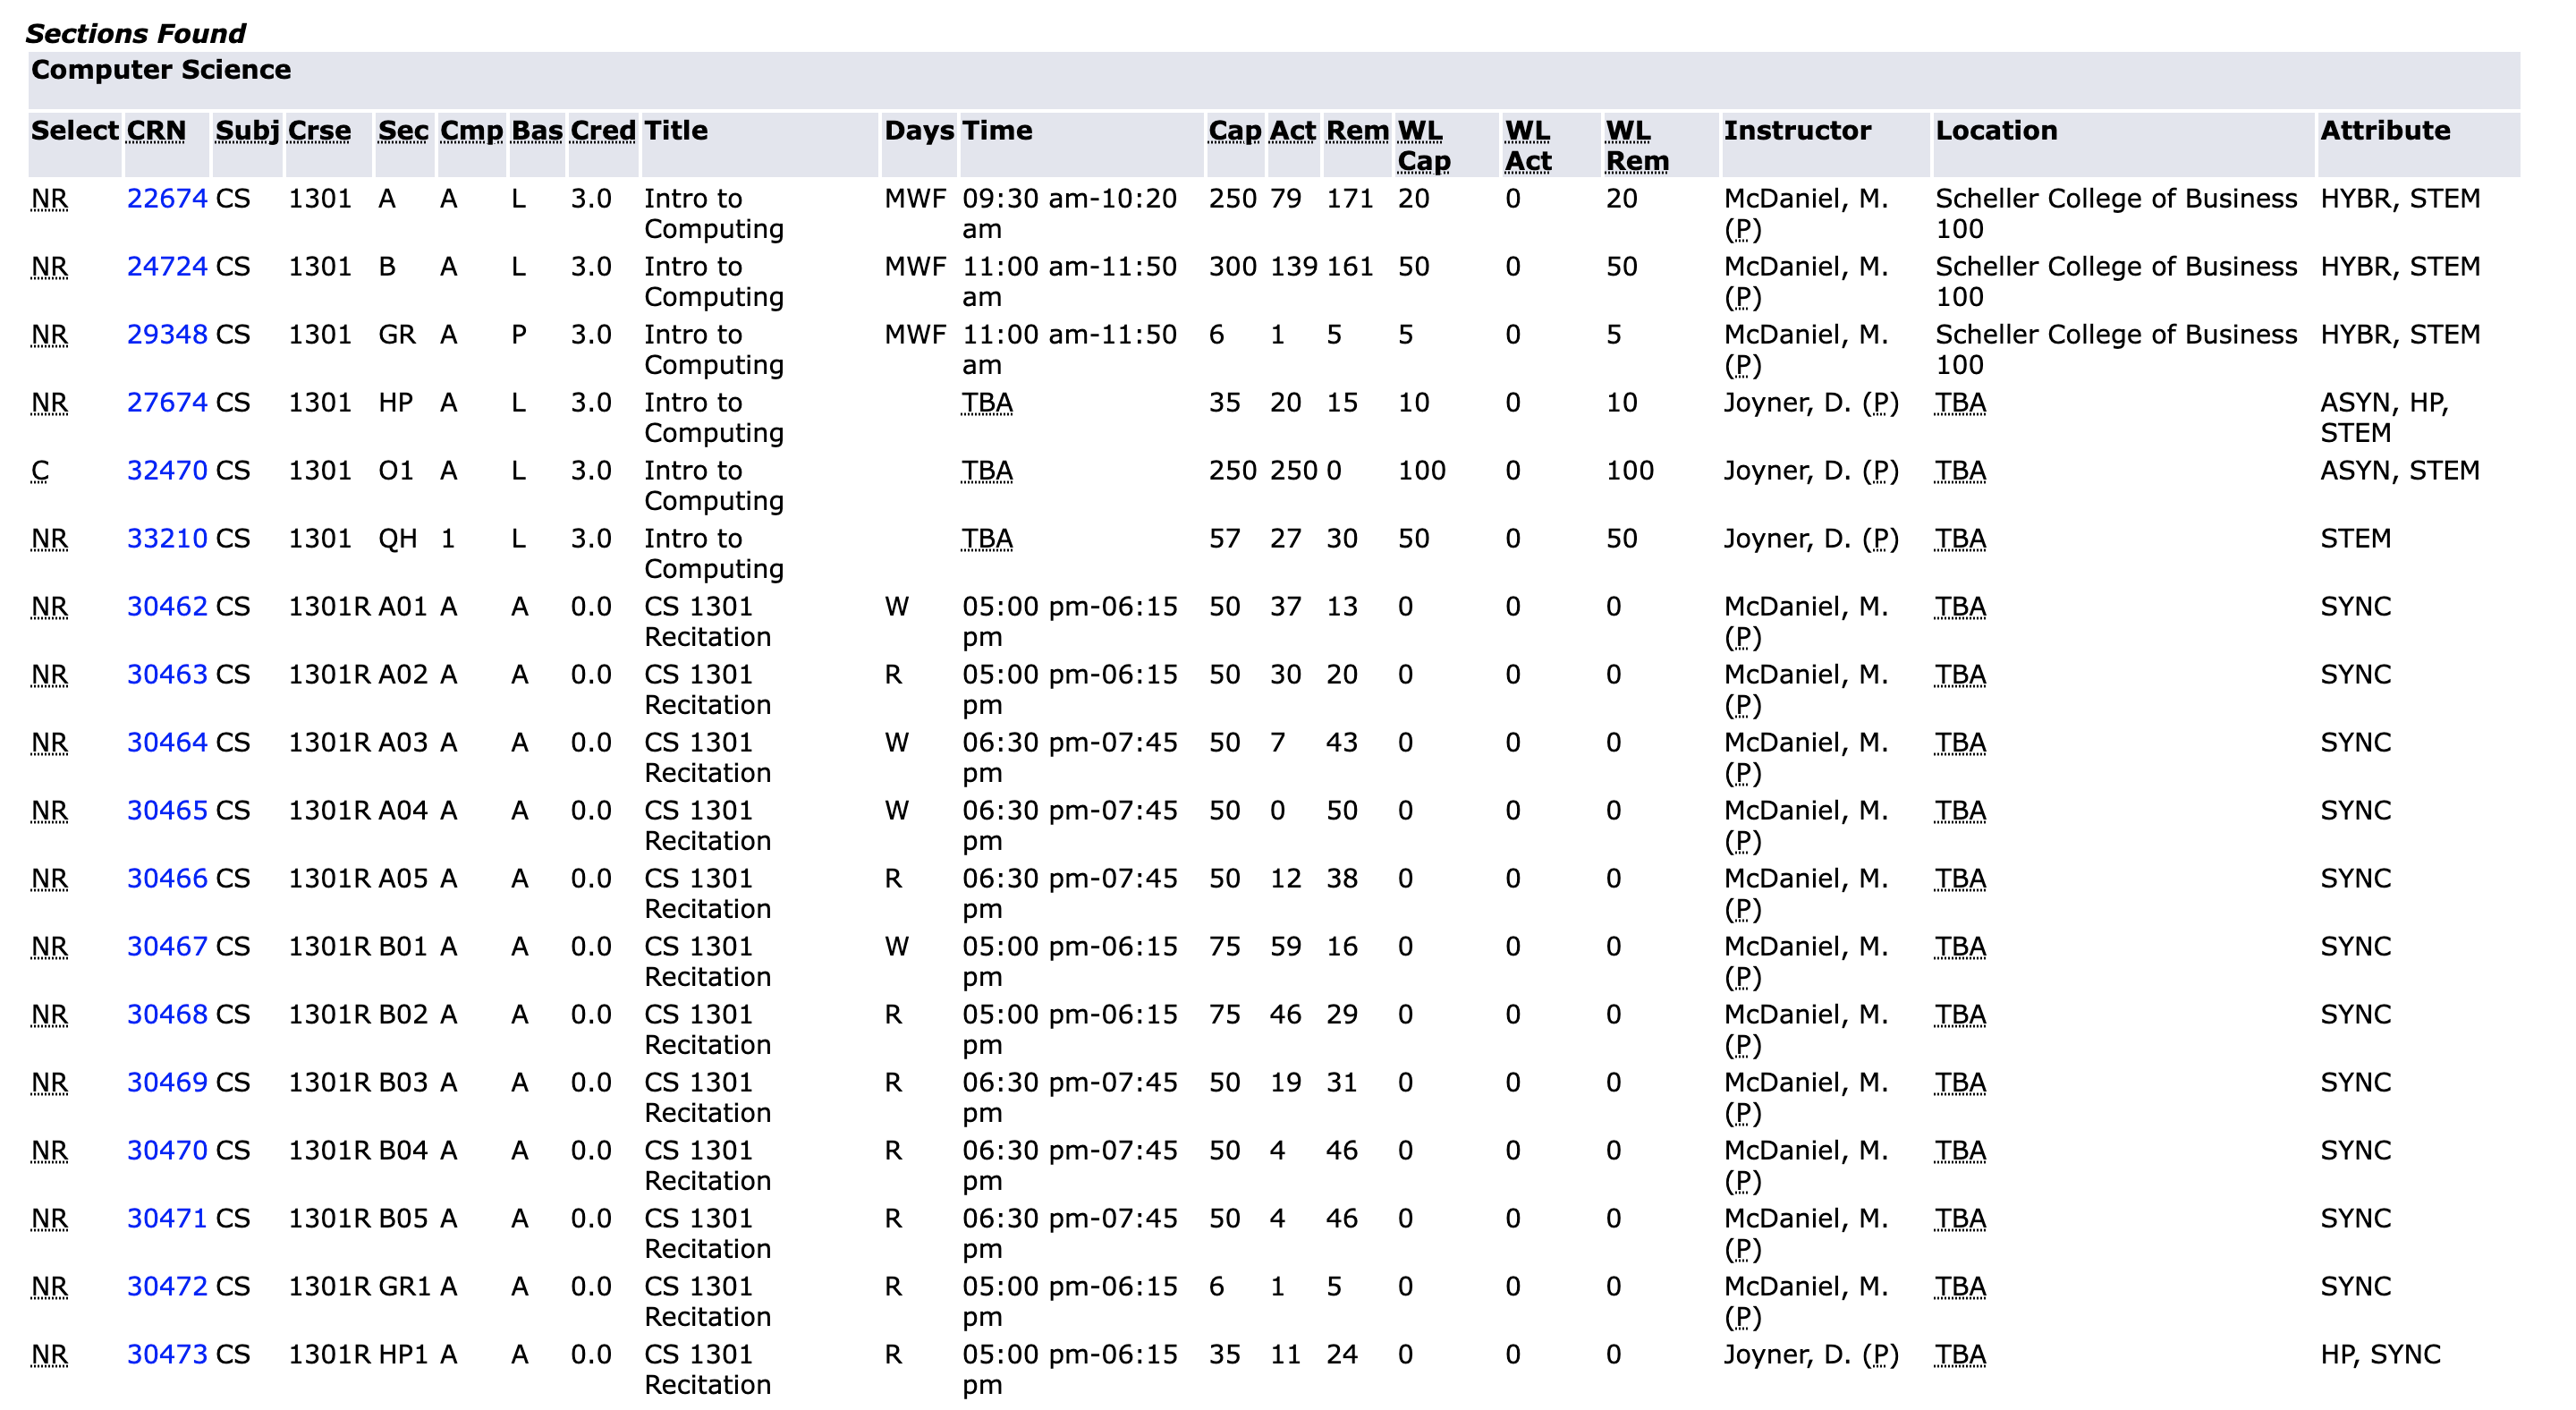 Sections Found
Computer Science
Select CRN Subj Crse Sec Cmp Bas Cred Title Days Time Cap Act Rem WL Cap WL Act WL Rem Instructor Location Attribute
NR 22674 CS 1301 A A L 3.0 Intro to Computing MWF 09:30 am-10:20 am 250 79 171 20 0 20 McDaniel, M. (P) Scheller College of Business 100 HYBR, STEM
NR 24724 CS 1301 B A L 3.0 Intro to Computing MWF 11:00 am-11:50 am 300 139 161 50 0 50 McDaniel, M. (P) Scheller College of Business 100 HYBR, STEM
NR 29348 CS 1301 GR A P 3.0 Intro to Computing MWF 11:00 am-11:50 am 6 1 5 5 0 5 McDaniel, M. (P) Scheller College of Business 100 HYBR, STEM
NR 27674 CS 1301 HP A L 3.0 Intro to Computing TBA 35 20 15 10 0 10 Joyner, D. (P) TBA ASYN, HP, STEM
C 32470 CS 1301 O1 A L 3.0 Intro to Computing TBA 250 250 0 100 0 100 Joyner, D. (P) TBA ASYN, STEM
NR 33210 CS 1301 QH 1 L 3.0 Intro to Computing TBA 57 27 30 50 0 50 Joyner, D. (P) TBA STEM
NR 30462 CS 1301R A01 A A 0.0 CS 1301 Recitation W 05:00 pm-06:15 pm 50 37 13 0 0 0 McDaniel, M. (P) TBA SYNC
NR 30463 CS 1301R A02 A A 0.0 CS 1301 Recitation R 05:00 pm-06:15 pm 50 30 20 0 0 0 McDaniel, M. (P) TBA SYNC
NR 30464 CS 1301R A03 A A 0.0 CS 1301 Recitation W 06:30 pm-07:45 pm 50 7 43 0 0 0 McDaniel, M. (P) TBA SYNC
NR 30465 CS 1301R A04 A A 0.0 CS 1301 Recitation W 06:30 pm-07:45 pm 50 0 50 0 0 0 McDaniel, M. (P) TBA SYNC
NR 30466 CS 1301R A05 A A 0.0 CS 1301 Recitation R 06:30 pm-07:45 pm 50 12 38 0 0 0 McDaniel, M. (P) TBA SYNC
NR 30467 CS 1301R B01 A A 0.0 CS 1301 Recitation W 05:00 pm-06:15 pm 75 59 16 0 0 0 McDaniel, M. (P) TBA SYNC
NR 30468 CS 1301R B02 A A 0.0 CS 1301 Recitation R 05:00 pm-06:15 pm 75 46 29 0 0 0 McDaniel, M. (P) TBA SYNC
NR 30469 CS 1301R B03 A A 0.0 CS 1301 Recitation R 06:30 pm-07:45 pm 50 19 31 0 0 0 McDaniel, M. (P) TBA SYNC
NR 30470 CS 1301R B04 A A 0.0 CS 1301 Recitation R 06:30 pm-07:45 pm 50 4 46 0 0 0 McDaniel, M. (P) TBA SYNC
NR 30471 CS 1301R B05 A A 0.0 CS 1301 Recitation R 06:30 pm-07:45 pm 50 4 46 0 0 0 McDaniel, M. (P) TBA SYNC
NR 30472 CS 1301R GR1 A A 0.0 CS 1301 Recitation R 05:00 pm-06:15 pm 6 1 5 0 0 0 McDaniel, M. (P) TBA SYNC
NR 30473 CS 1301R HP1 A A 0.0 CS 1301 Recitation R 05:00 pm-06:15 pm 35 11 24 0 0 0 Joyner, D. (P) TBA HP, SYNC